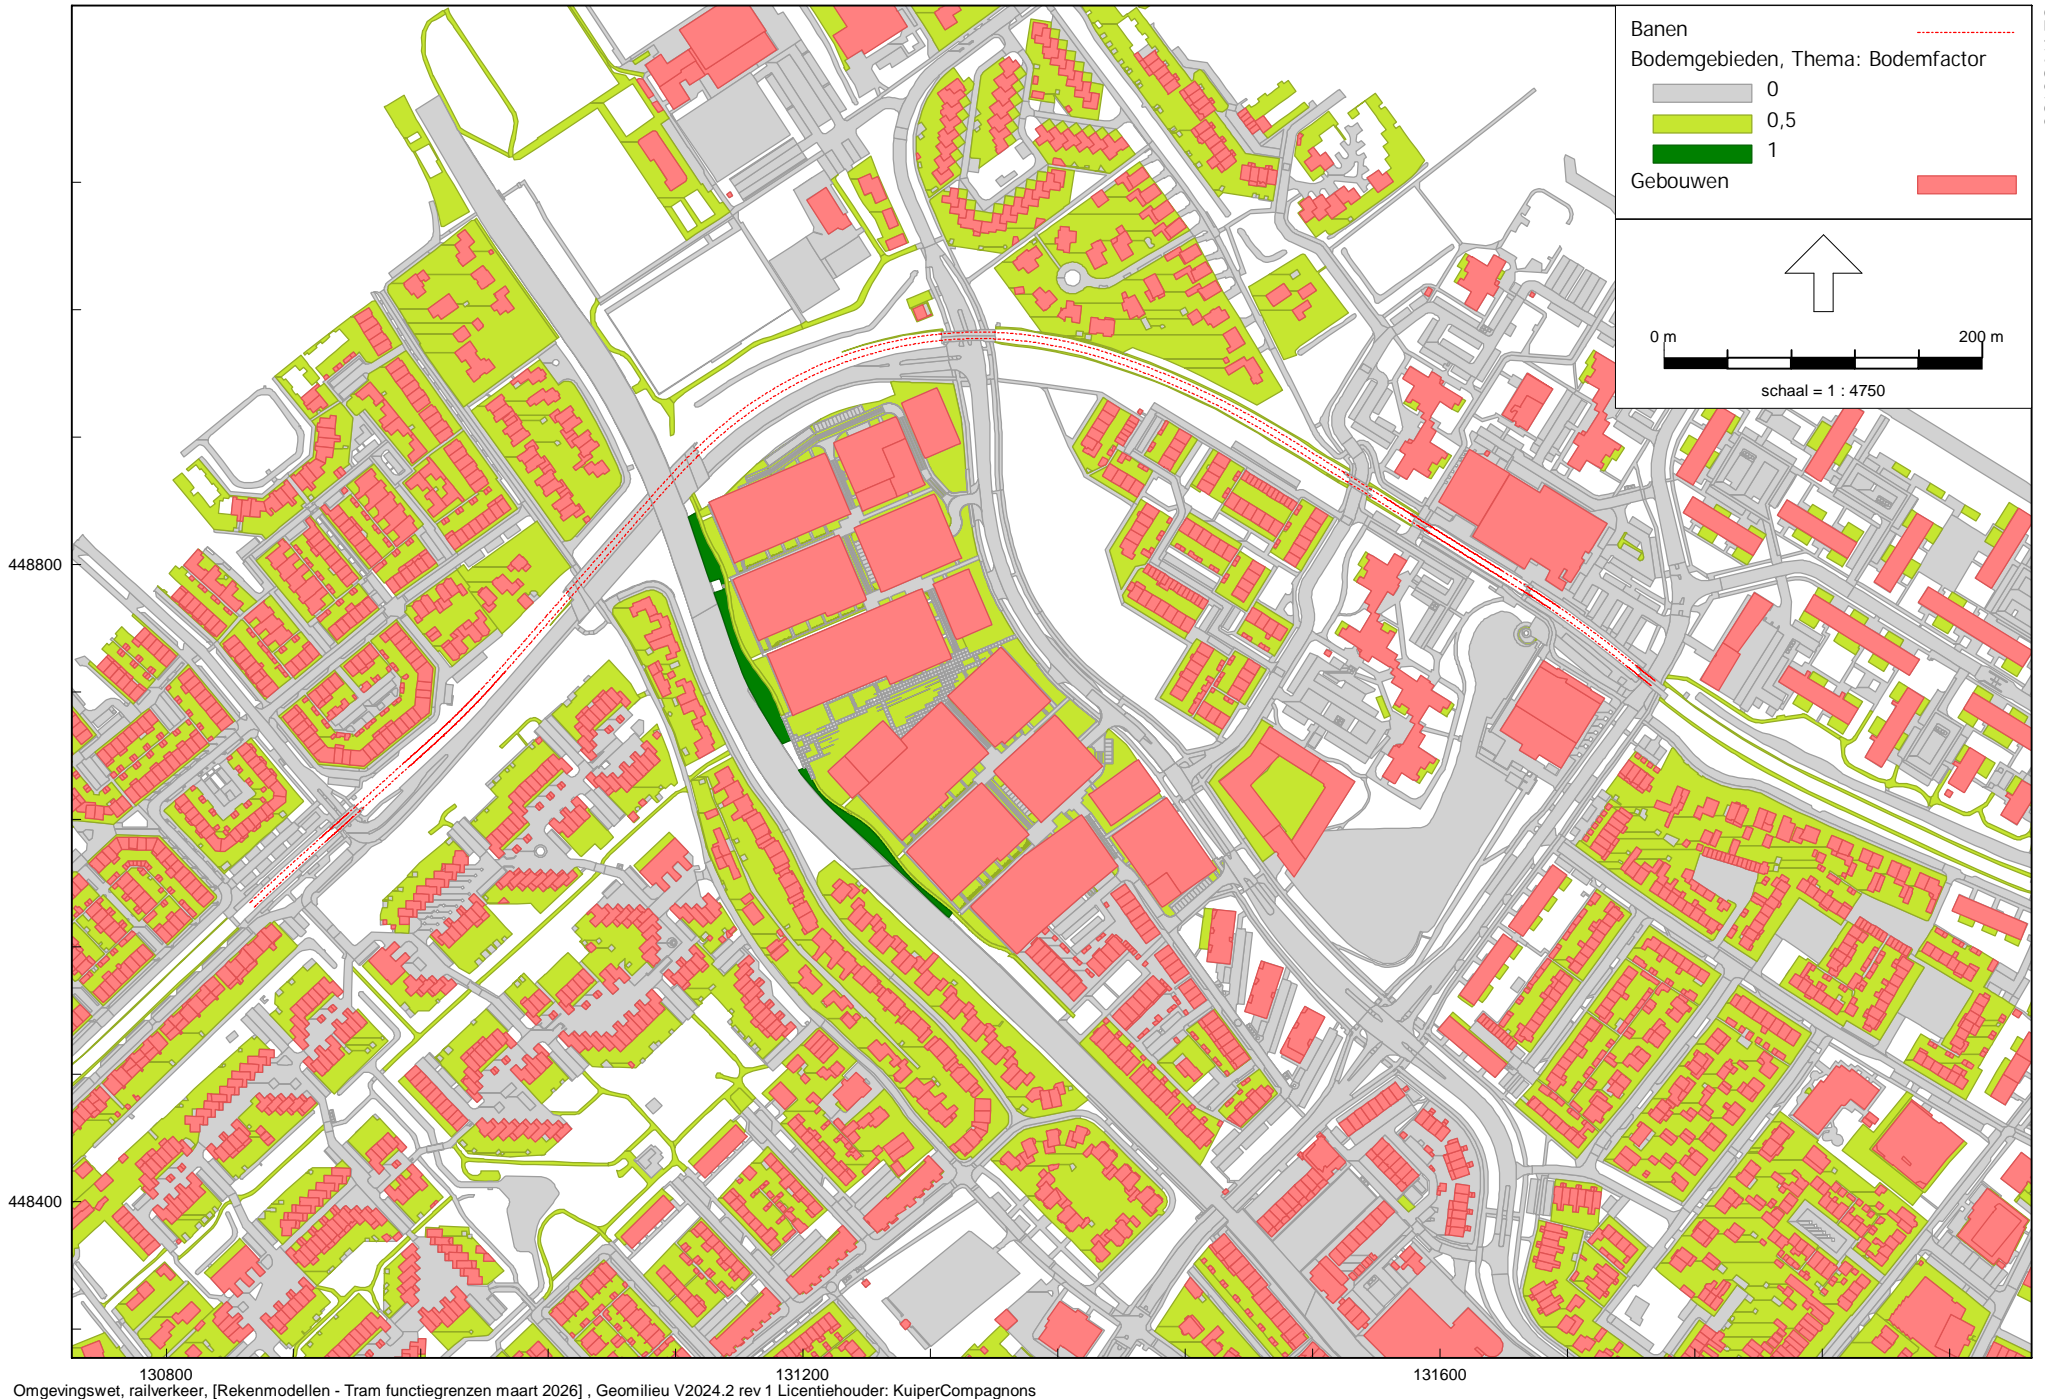 Banen
Bodemgebieden, Thema: Bodemfactor
0
0,5
1
Gebouwen
0 m 200 m
schaal = 1 : 4750
448800
448400
130800 131200 131600
Omgevingswet, railverkeer, [Rekenmodellen - Tram functiegrenzen maart 2026] , Geomilieu V2024.2 rev 1 Licentiehouder: KuiperCompagnons